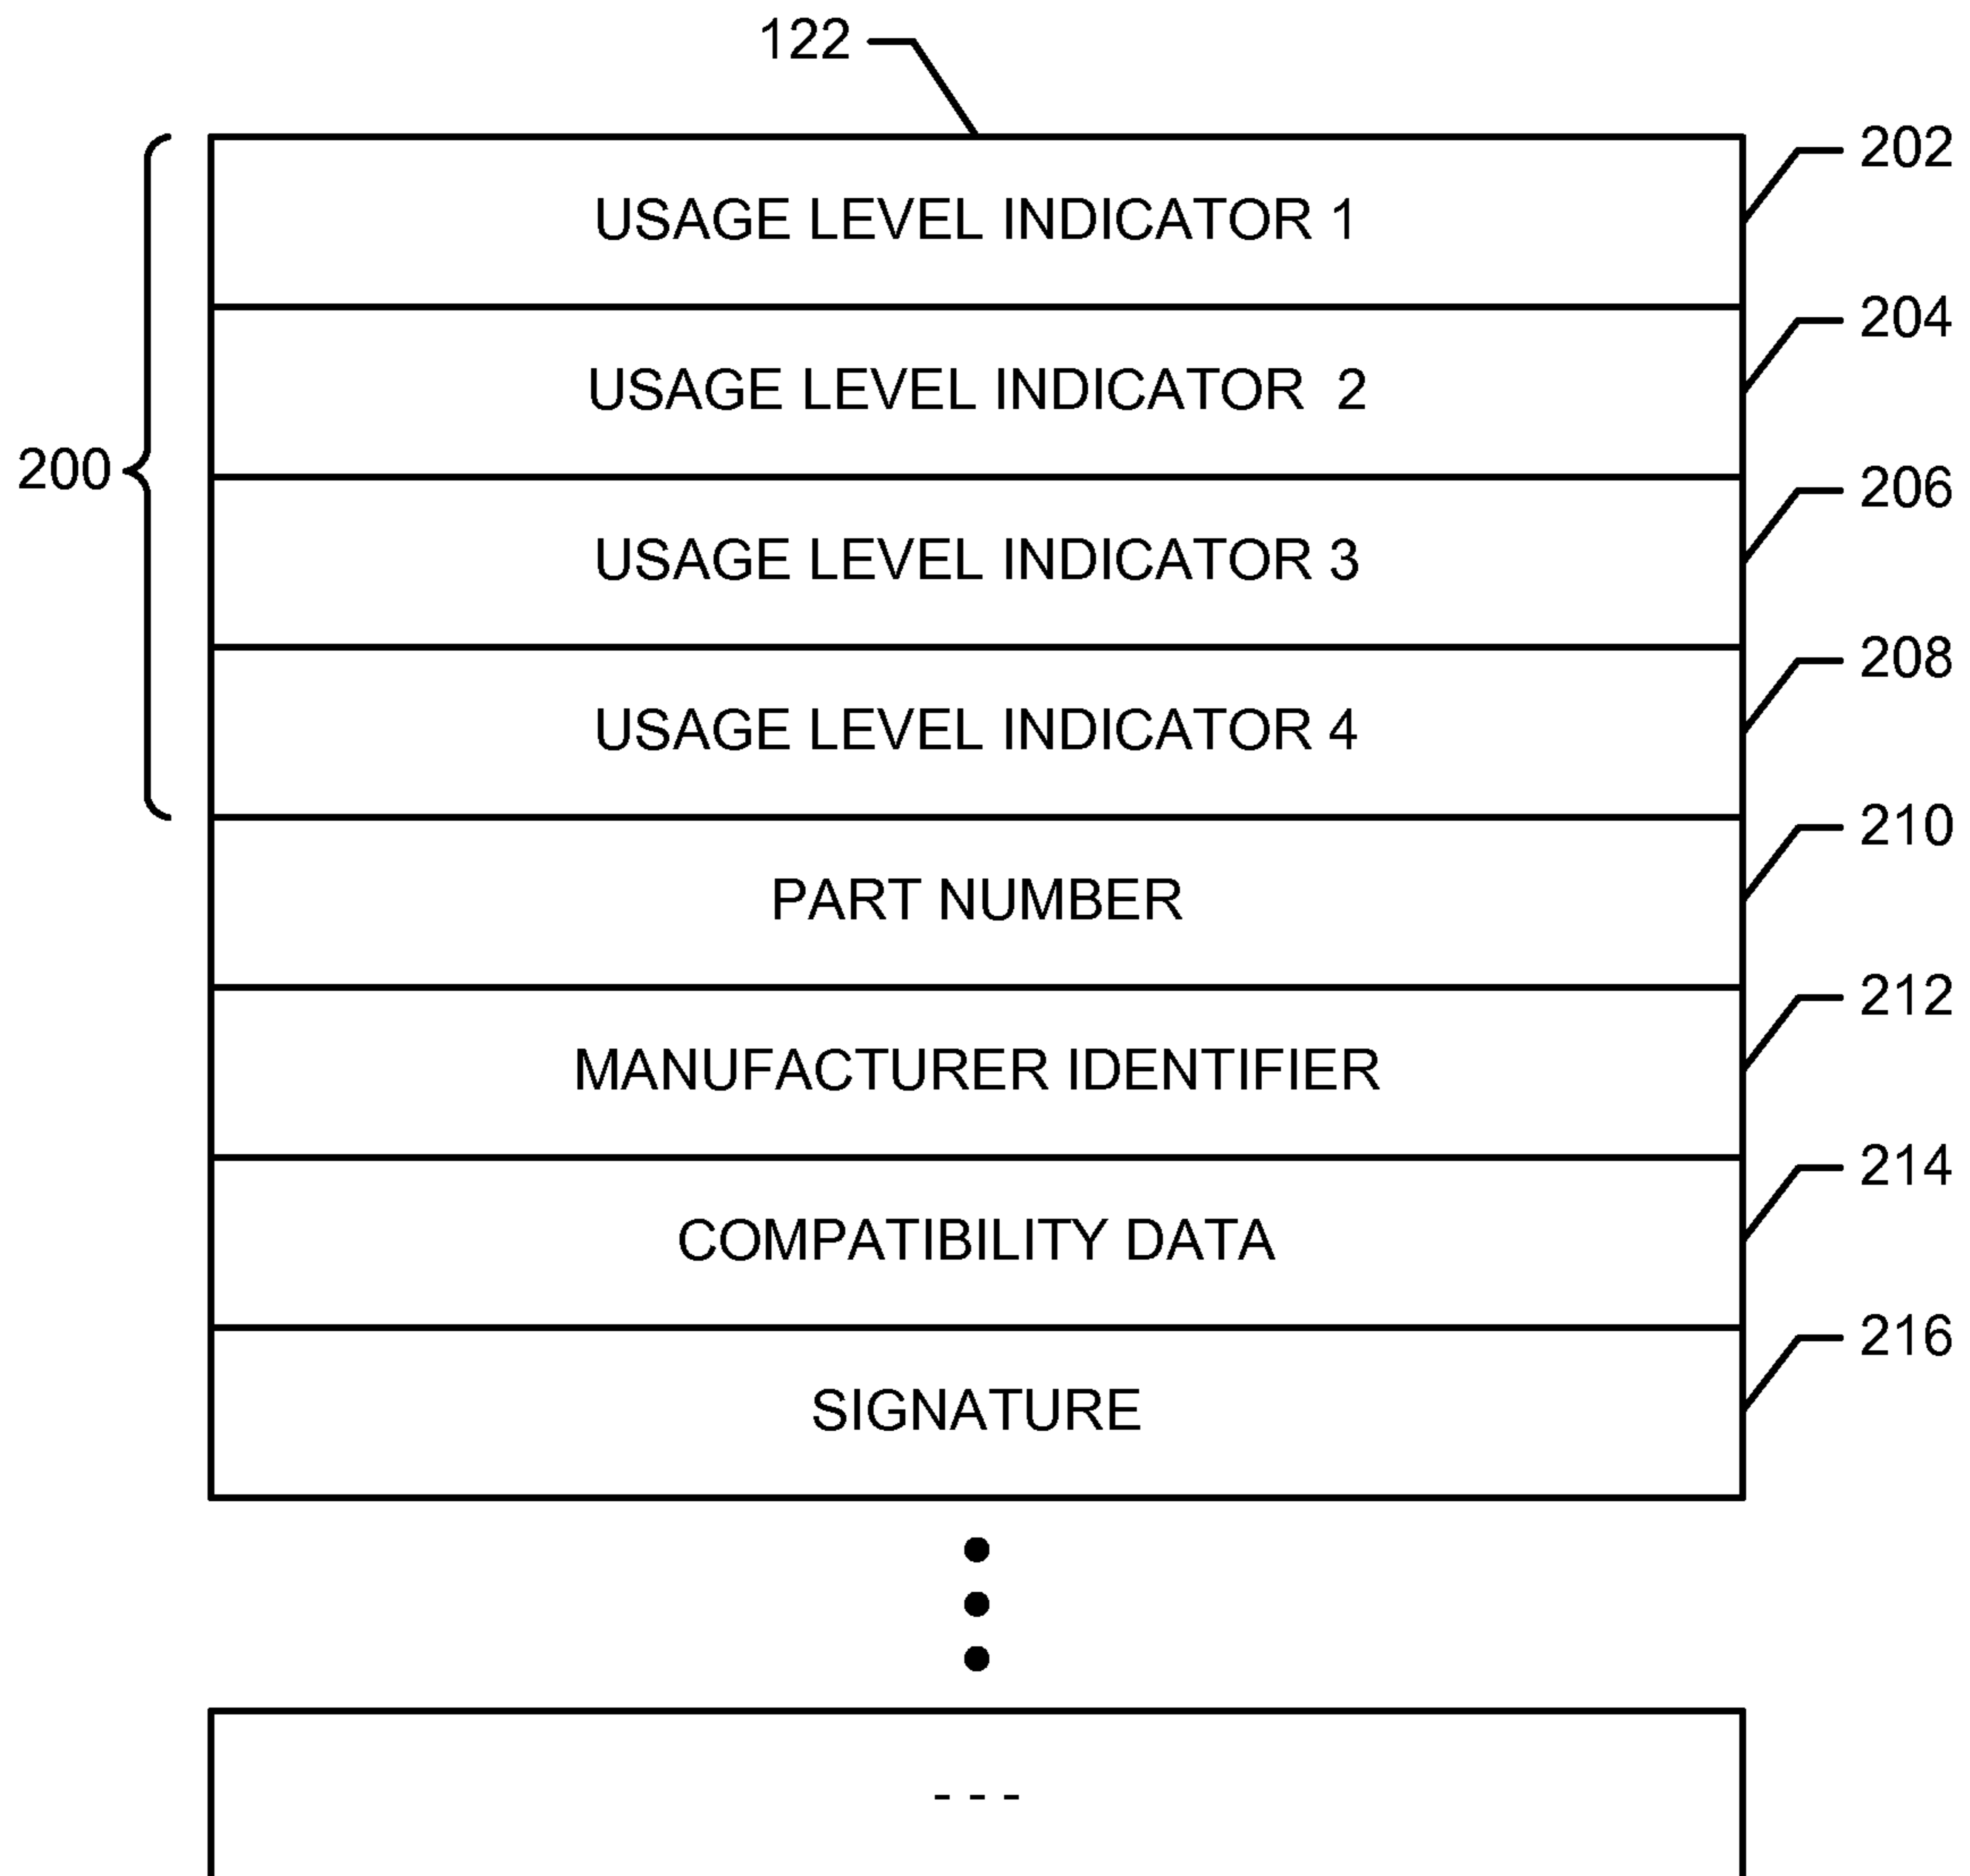 122
202
USAGE LEVEL INDICATOR 1
204
USAGE LEVEL INDICATOR 2
200
206
USAGE LEVEL INDICATOR 3
208
USAGE LEVEL INDICATOR 4
210
PART NUMBER
212
MANUFACTURER IDENTIFIER
214
COMPATIBILITY DATA
216
SIGNATURE
- - -